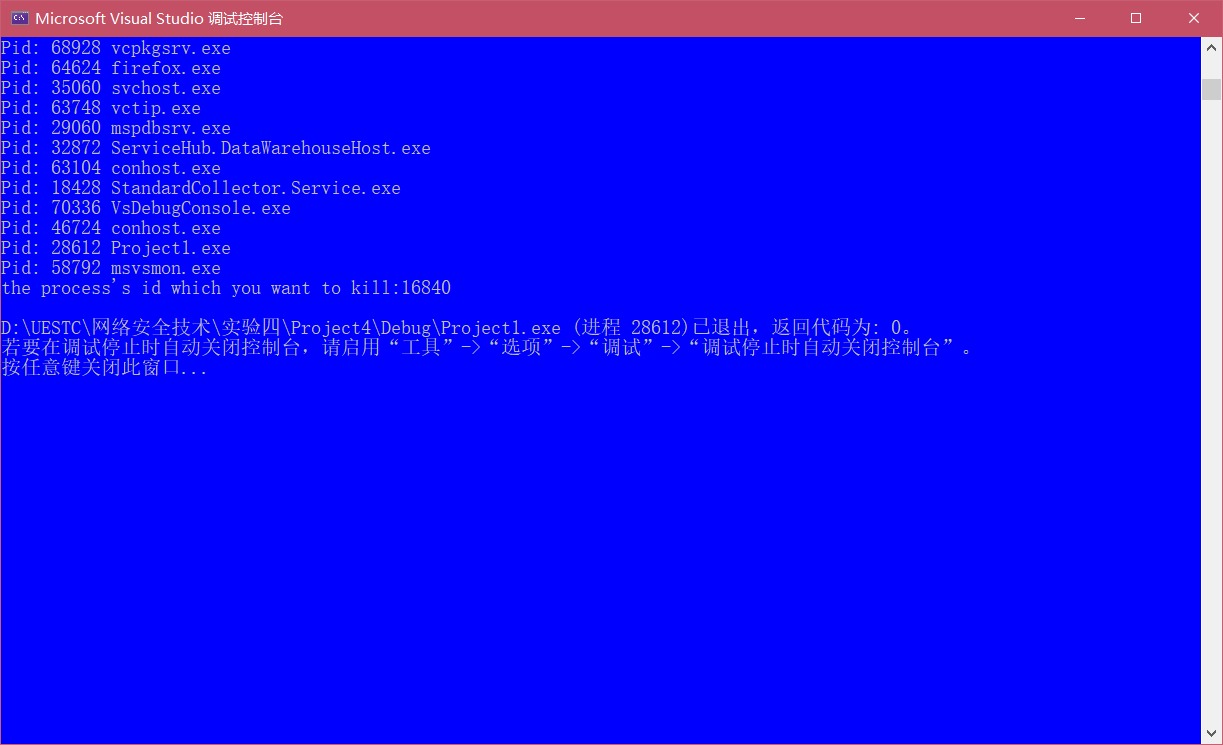 Microsoft Visual Studio 调试控制台
Pid: 68928 vcpkgsrv.exe
Pid: 64624 firefox.exe
Pid: 35060 svchost.exe
Pid: 63748 vctip.exe
Pid: 29060 mspdbsrv.exe
Pid: 32872 ServiceHub.DataWarehouseHost.exe
Pid: 63104 conhost.exe
Pid: 18428 StandardCollector.Service.exe
Pid: 70336 VsDebugConsole.exe
Pid: 46724 conhost.exe
Pid: 28612 Project1.exe
Pid: 58792 msvsmon.exe
the process's id which you want to kill:16840
D:\UESTC\网络安全技术\实验四\Project4\Debug\Project1.exe (进程 28612)已退出，返回代码为: 0。
若要在调试停止时自动关闭控制台，请启用“工具”->“选项”->“调试”->“调试停止时自动关闭控制台”。
按任意键关闭此窗口...